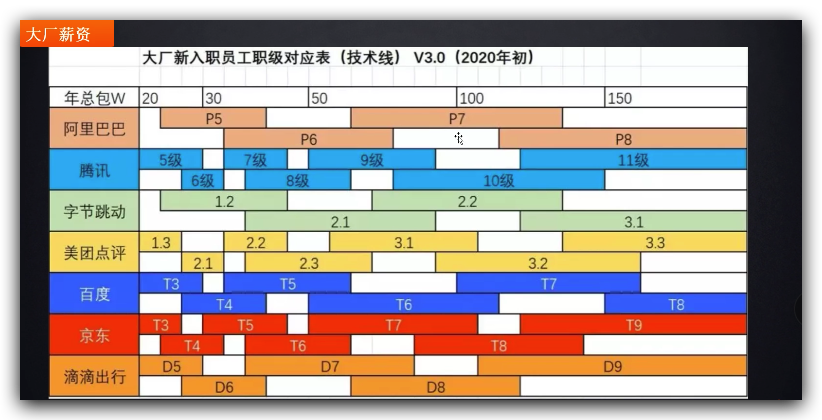 大厂薪资
大厂新入职员工职级对应表（技术线） V3.0（2020年初）
年总包W 20 30 50 100 150
阿里巴巴
P5 P7
P6 P8
腾讯
5级 7级 9级 11级
6级 8级 10级
字节跳动
1.2 2.2
2.1 3.1
美团点评
1.3 2.2 3.1 3.3
2.1 2.3 3.2
百度
T3 T5 T7
T4 T6 T8
京东
T3 T5 T7 T9
T4 T6 T8
滴滴出行
D5 D7 D9
D6 D8